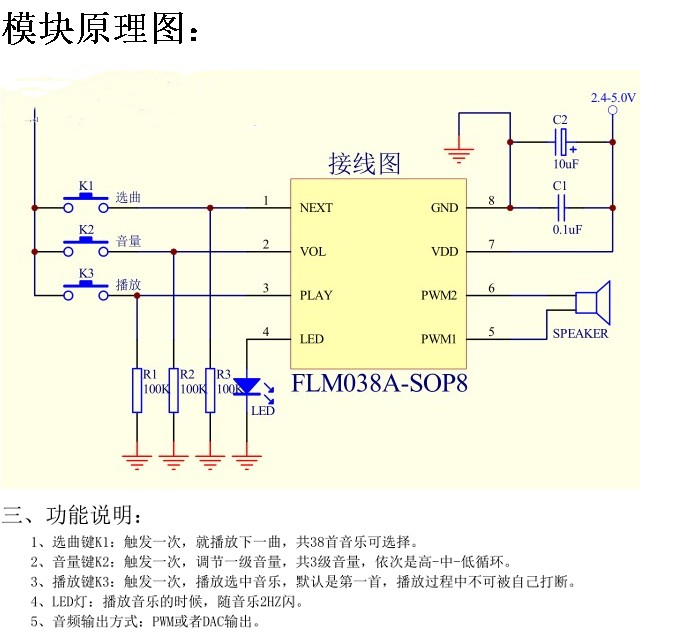 模块原理图：
2.4-5.0V
C2
10uF
接线图
K1
选曲
1
NEXT
GND
8
C1
0.1uF
K2
音量
2
VOL
VDD
7
K3
播放
3
PLAY
PWM2
6
4
LED
PWM1
5
SPEAKER
FLM038A-SOP8
R1
100K
R2
100K
R3
100K
LED
三、功能说明：
1、选曲键K1：触发一次，就播放下一曲，共38首音乐可选择。
2、音量键K2：触发一次，调节一级音量，共3级音量，依次是高-中-低循环。
3、播放键K3：触发一次，播放选中音乐，默认是第一首，播放过程中不可被自己打断。
4、LED灯：播放音乐的时候，随音乐2HZ闪。
5、音频输出方式：PWM或者DAC输出。